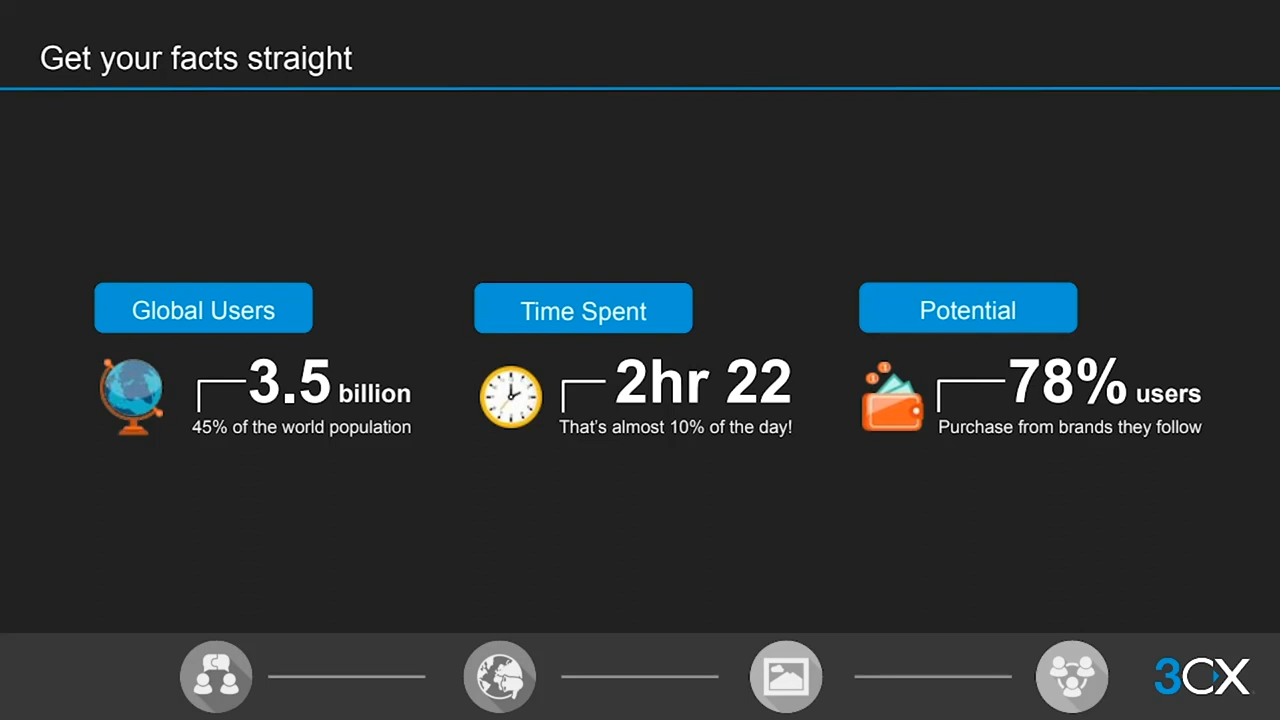 Get your facts straight
Global Users
3.5 billion
45% of the world population
Time Spent
2hr 22
That's almost 10% of the day!
Potential
78% users
Purchase from brands they follow
3CX